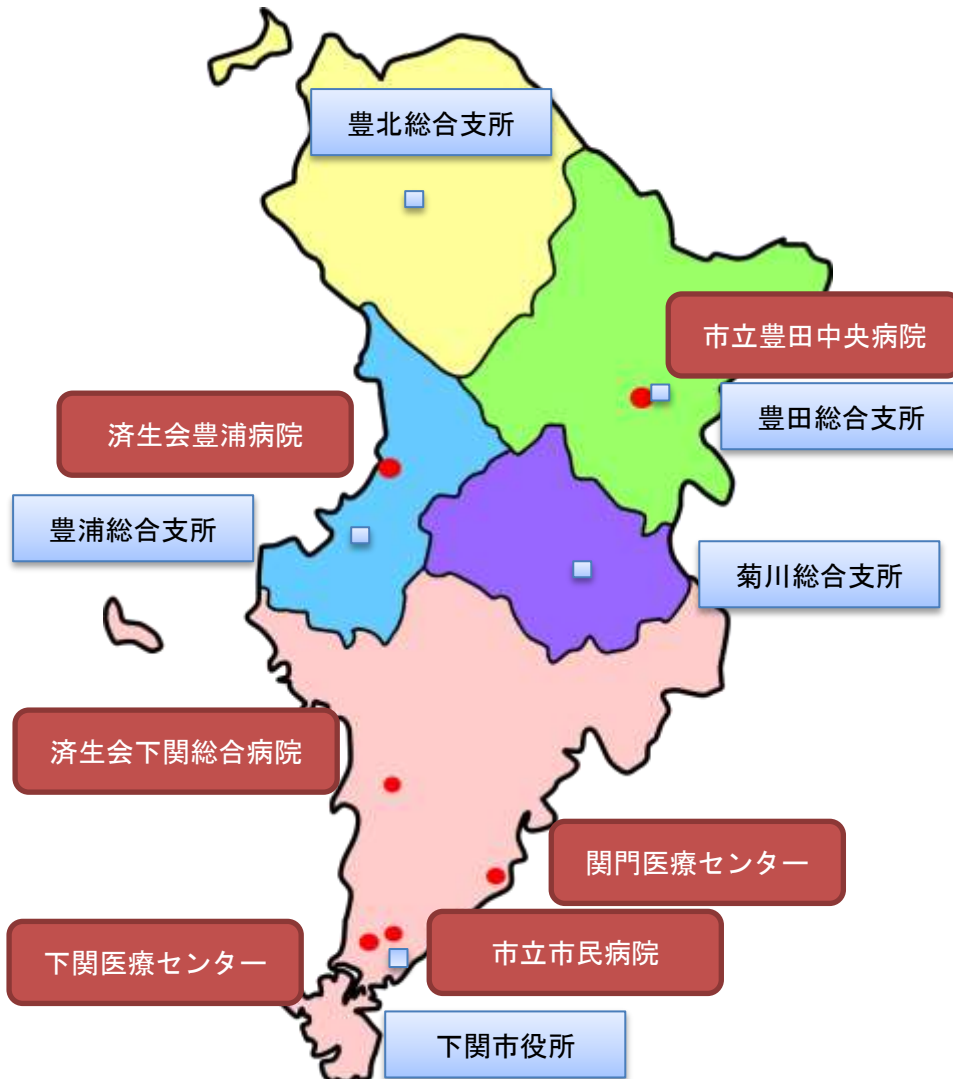 豊北総合支所
市立豊田中央病院
豊田総合支所
済生会豊浦病院
豊浦総合支所
菊川総合支所
済生会下関総合病院
関門医療センター
下関医療センター
市立市民病院
下関市役所